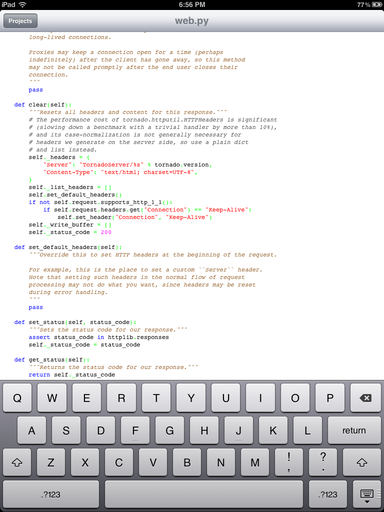 iPad 6:56 PM 77%
Projects web.py
long-lived connections.
Proxies may keep a connection open for a time (perhaps
indefinitely) after the client has gone away, so this method
may not be called promptly after the end user closes their
connection.
"""
pass
def clear(self):
"""Resets all headers and content for this response."""
# The performance cost of tornado.httputil.HTTPHeaders is significant
# (slowing down a benchmark with a trivial handler by more than 10%),
# and its case-normalization is not generally necessary for
# headers we generate on the server side, so use a plain dict
# and list instead.
self._headers = {
"Server": "TornadoServer/%s" % tornado.version,
"Content-Type": "text/html; charset=UTF-8",
}
self._list_headers = []
self.set_default_headers()
if not self.request.supports_http_1_1():
if self.request.headers.get("Connection") == "Keep-Alive":
self.set_header("Connection", "Keep-Alive")
self._write_buffer = []
self._status_code = 200
def set_default_headers(self):
"""Override this to set HTTP headers at the beginning of the request.
For example, this is the place to set a custom ``Server`` header.
Note that setting such headers in the normal flow of request
processing may not do what you want, since headers may be reset
during error handling.
"""
pass
def set_status(self, status_code):
"""Sets the status code for our response."""
assert status_code in httplib.responses
self._status_code = status_code
def get_status(self):
"""Returns the status code for our response."""
return self._status_code
Q W E R T Y U I O P
A S D F G H J K L return
Z X C V B N M ! , ? .
.?123 .?123